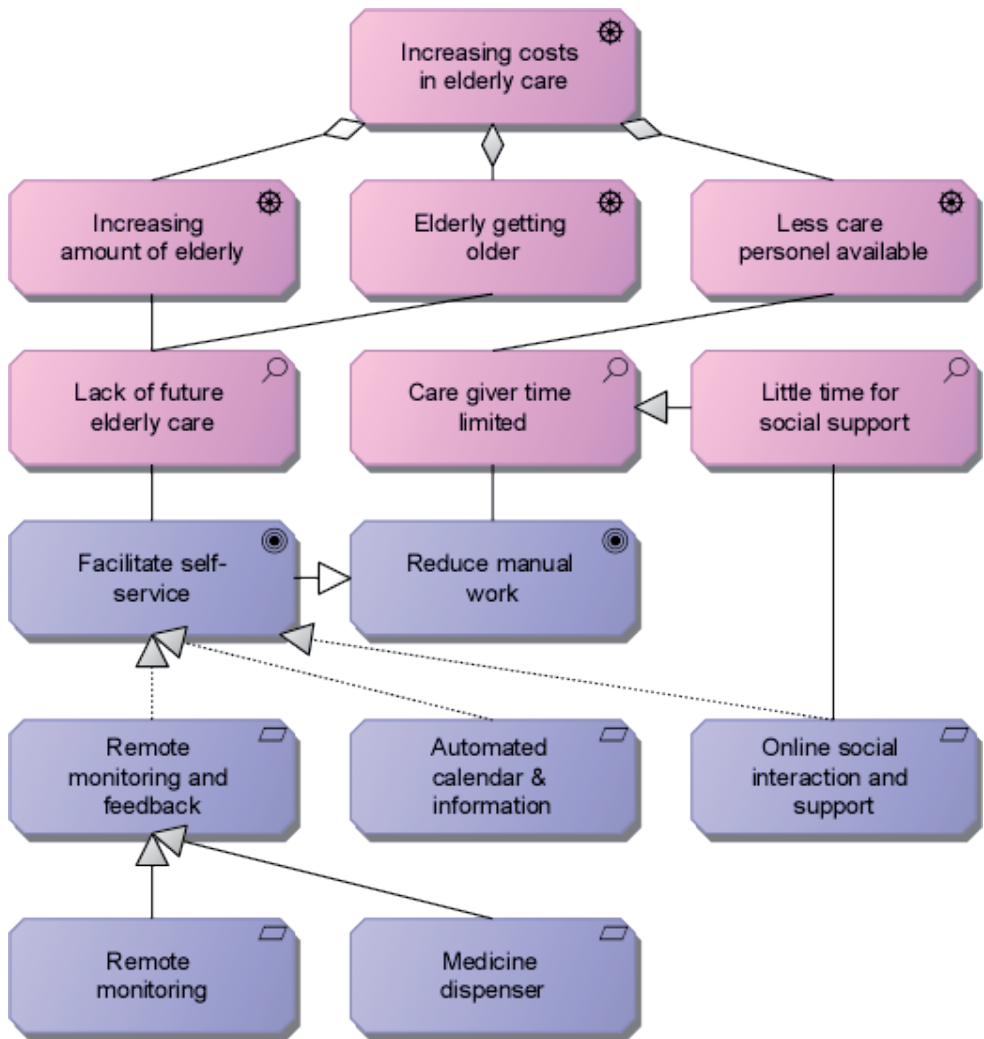 Increasing costs
in elderly care
Increasing
amount of elderly
Elderly getting
older
Less care
personel available
Lack of future
elderly care
Care giver time
limited
Little time for
social support
Facilitate self-
service
Reduce manual
work
Remote
monitoring and
feedback
Automated
calendar &
information
Online social
interaction and
support
Remote
monitoring
Medicine
dispenser